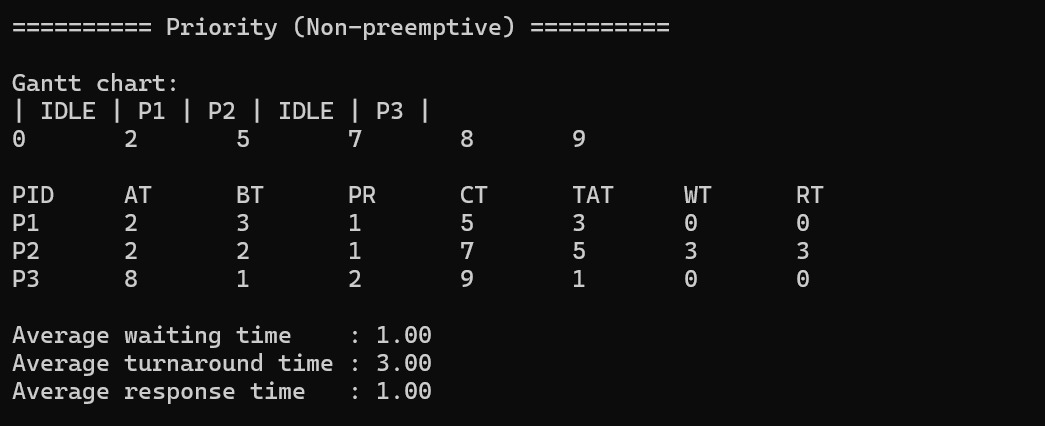 ========== Priority (Non-preemptive) ==========
Gantt chart:
| IDLE | P1 | P2 | IDLE | P3 |
0       2       5       7       8       9
PID     AT      BT      PR      CT      TAT     WT      RT
P1      2       3       1       5       3       0       0
P2      2       2       1       7       5       3       3
P3      8       1       2       9       1       0       0
Average waiting time    : 1.00
Average turnaround time : 3.00
Average response time   : 1.00